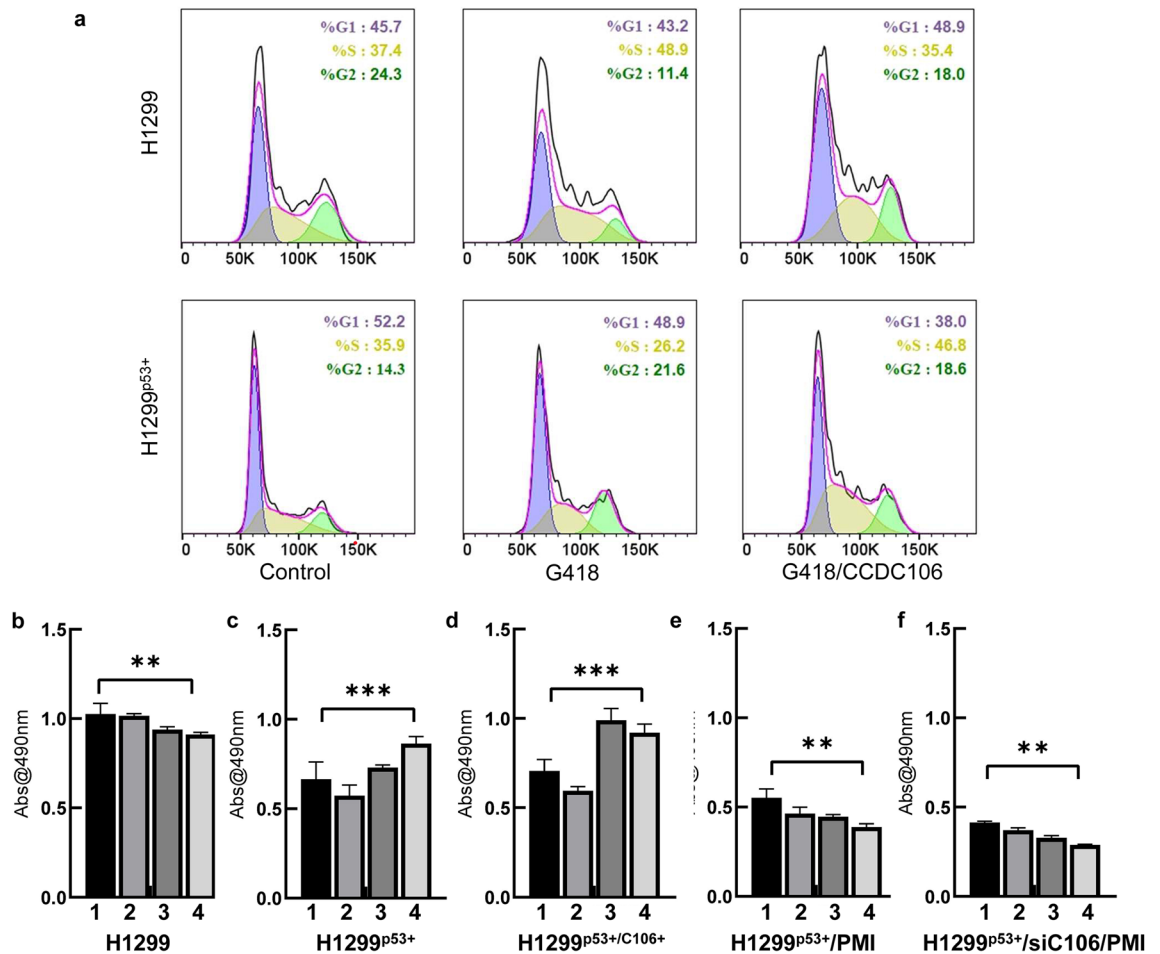 a
H1299
%G1 : 45.7
%S : 37.4
%G2 : 24.3
0 50K 100K 150K
%G1 : 43.2
%S : 48.9
%G2 : 11.4
0 50K 100K 150K
%G1 : 48.9
%S : 35.4
%G2 : 18.0
0 50K 100K 150K
H1299p53+
%G1 : 52.2
%S : 35.9
%G2 : 14.3
0 50K 100K 150K
Control
%G1 : 48.9
%S : 26.2
%G2 : 21.6
0 50K 100K 150K
G418
%G1 : 38.0
%S : 46.8
%G2 : 18.6
0 50K 100K 150K
G418/CCDC106
b
Abs@490nm
1.5
1.0
0.5
0.0
**
1 2 3 4
H1299
c
Abs@490nm
1.5
1.0
0.5
0.0
***
1 2 3 4
H1299p53+
d
Abs@490nm
1.5
1.0
0.5
0.0
***
1 2 3 4
H1299p53+/C106+
e
1.5
1.0
0.5
0.0
**
1 2 3 4
H1299p53+/PMI
f
Abs@490nm
1.5
1.0
0.5
0.0
**
1 2 3 4
H1299p53+/siC106/PMI